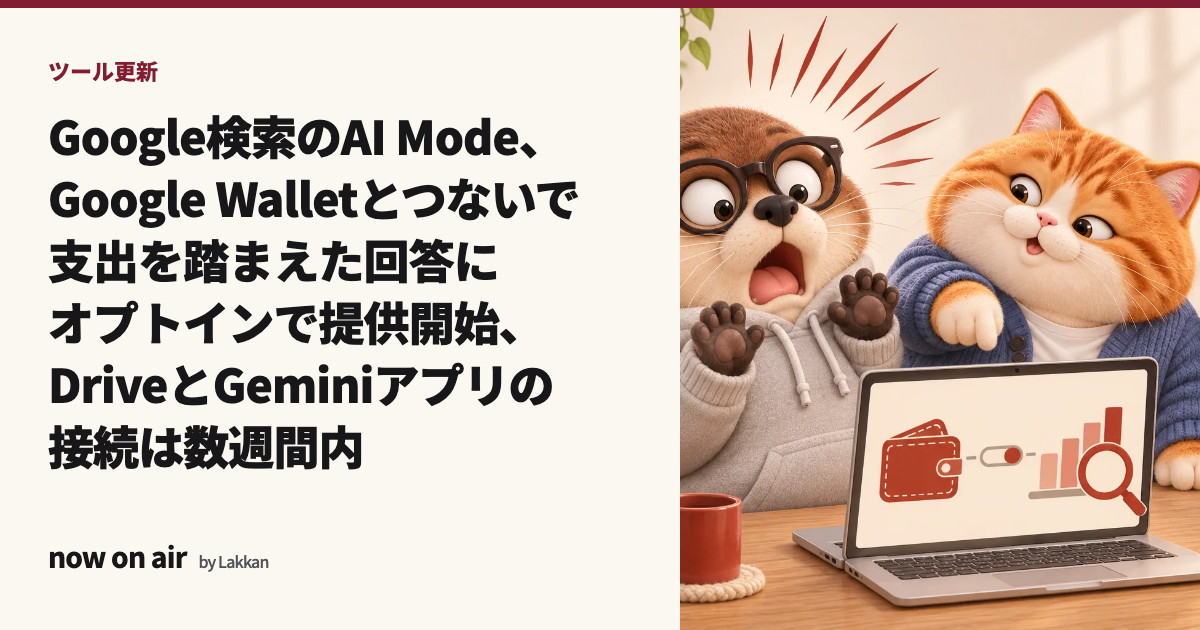 ツール更新
Google検索のAI Mode、
Google Walletとつないで
支出を踏まえた回答に
オプトインで提供開始、
DriveとGeminiアプリの
接続は数週間内
now on air by Lakkan